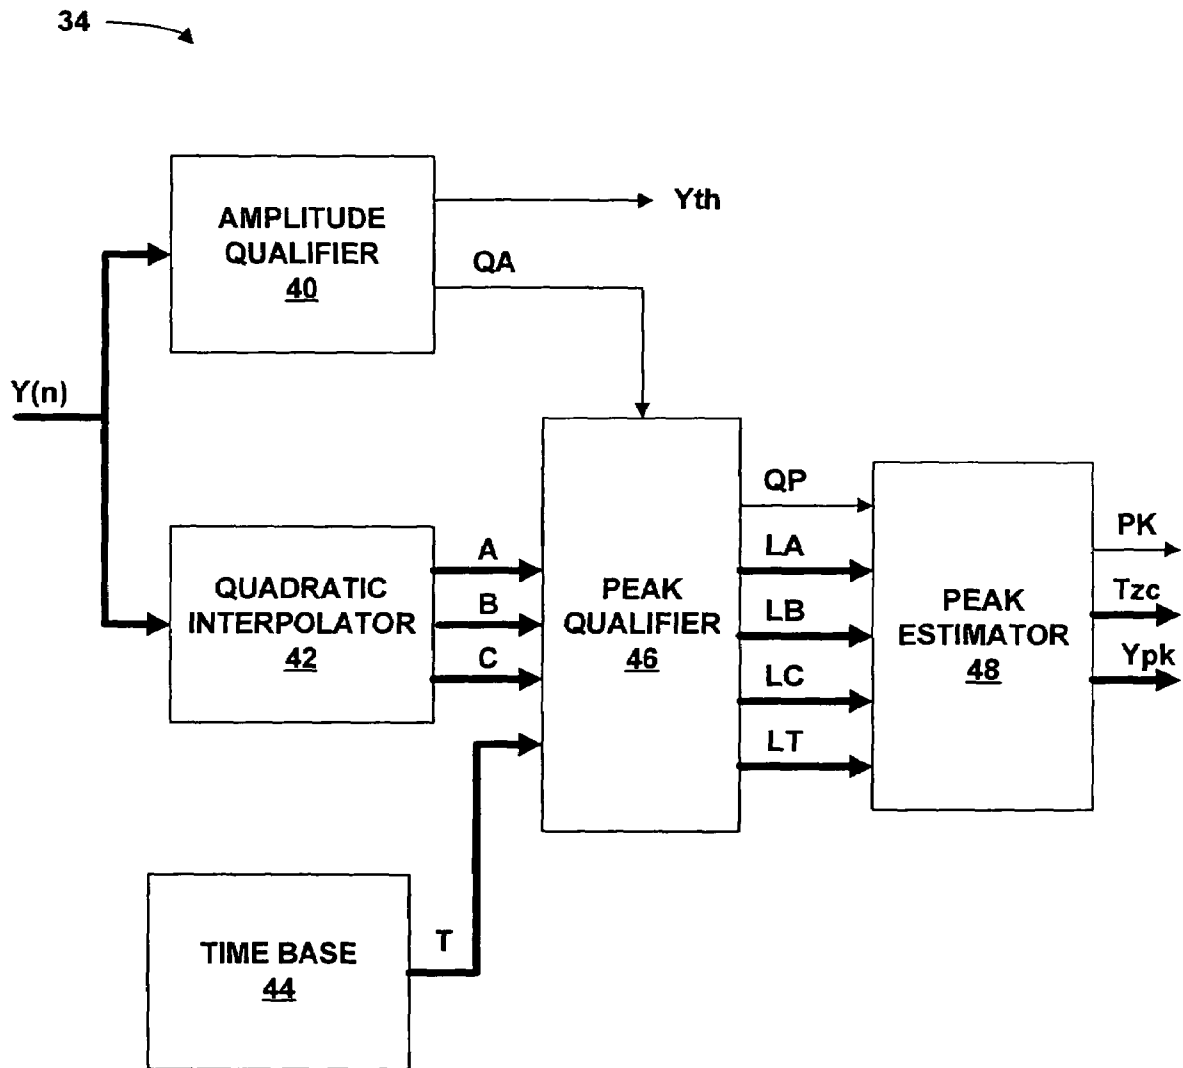 34
AMPLITUDE
QUALIFIER
40
Yth
QA
Y(n)
QUADRATIC
INTERPOLATOR
42
A
B
C
PEAK
QUALIFIER
46
QP
LA
LB
LC
LT
PEAK
ESTIMATOR
48
PK
Tzc
Ypk
TIME BASE
44
T